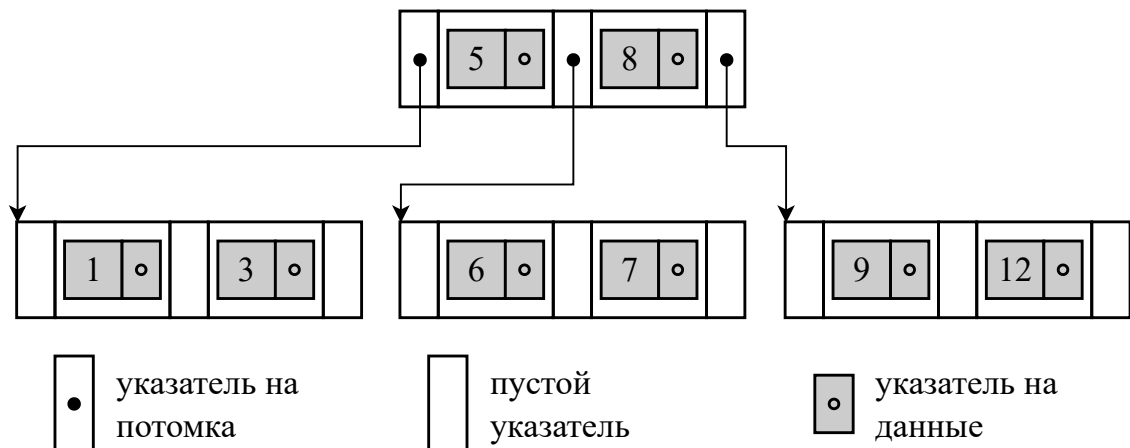 5 8
1 3 6 7 9 12
указатель на
потомка
пустой
указатель
указатель на
данные